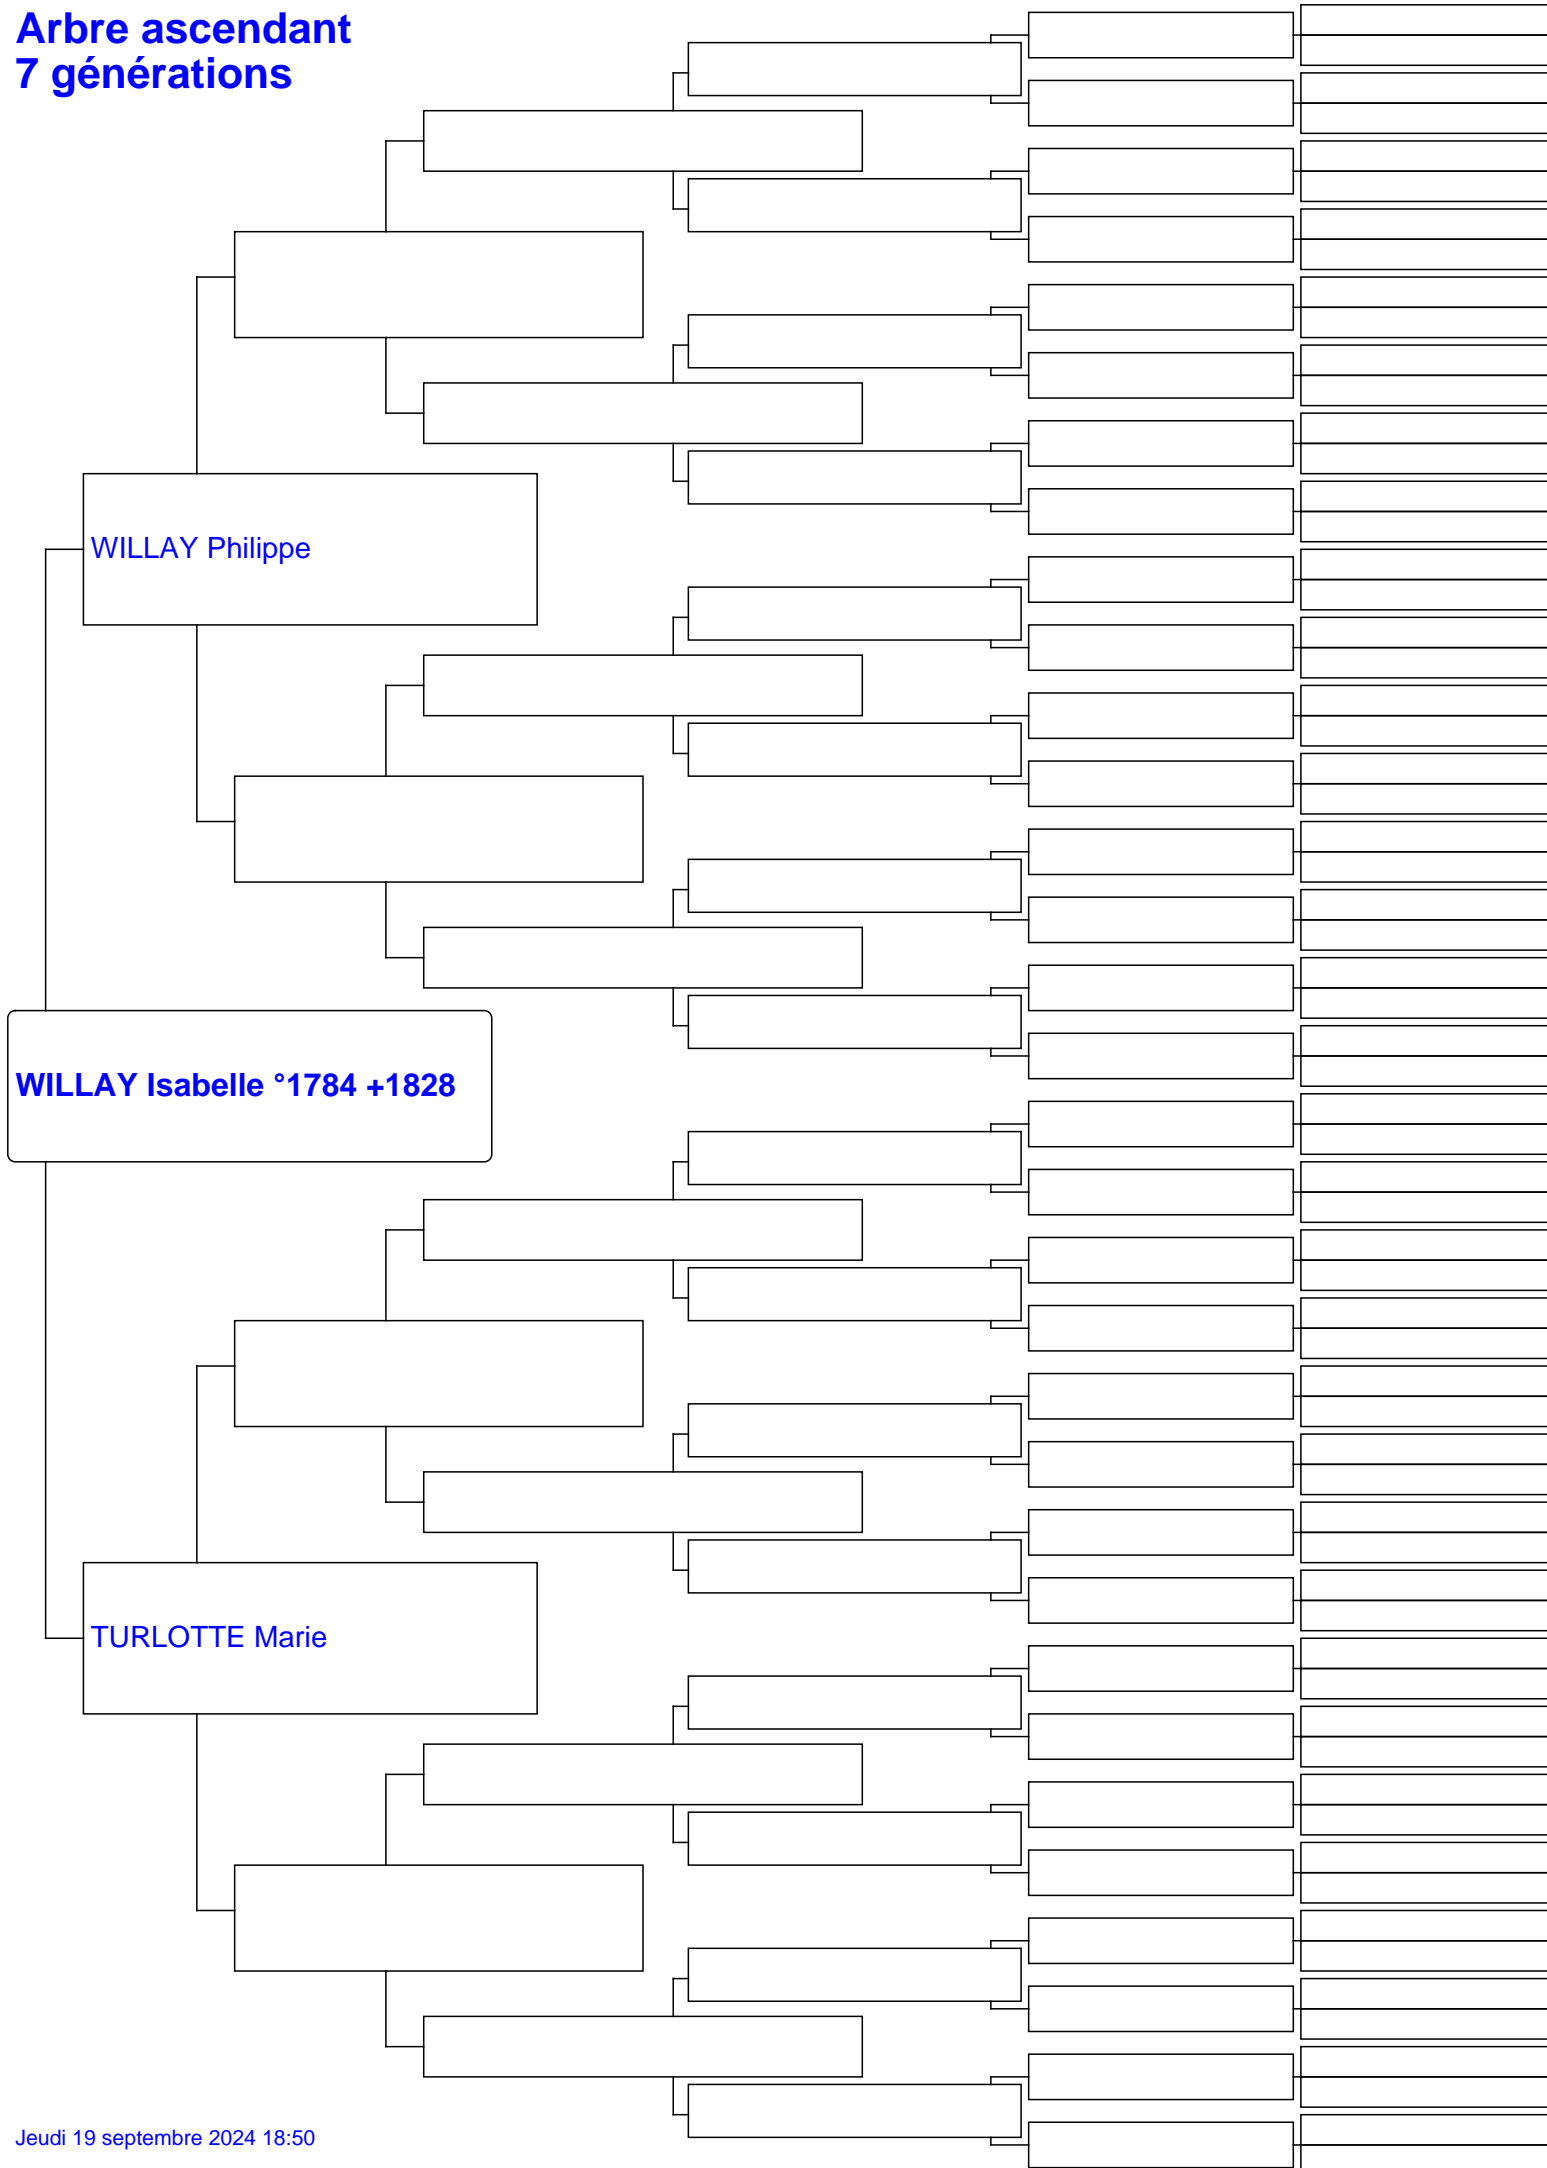 Arbre ascendant
7 générations
WILLAY Philippe
WILLAY Isabelle °1784 +1828
TURLOTTE Marie
Jeudi 19 septembre 2024 18:50